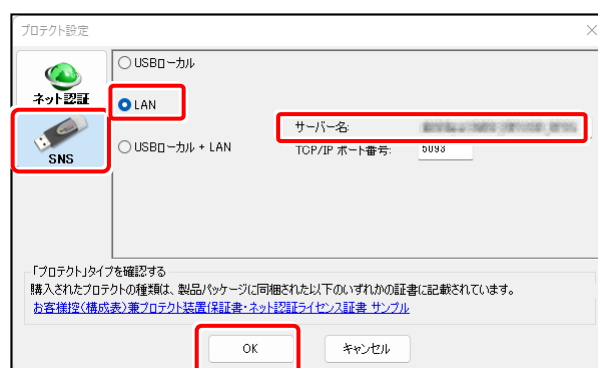 プロテクト設定
ネット認証
SNS
USBローカル
LAN
サーバー名:
TCP/IP ポート番号: 5093
USBローカル + LAN
「プロテクト」タイプを確認する
購入されたプロテクトの種類は、製品パッケージに同梱された以下のいずれかの証書に記載されています。
お客様控(構成表)兼プロテクト装置保証書・ネット認証ライセンス証書 サンプル
OK
キャンセル